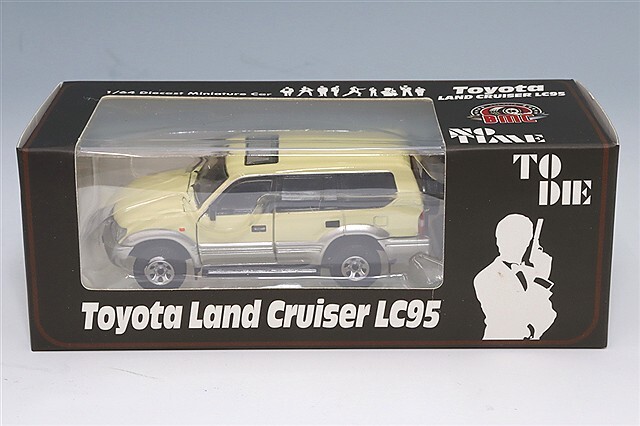 1/64 Diecast Miniature Car
Toyota
LAND CRUISER LC95
BMC
NO
TIME
TO
DIE
Toyota Land Cruiser LC95